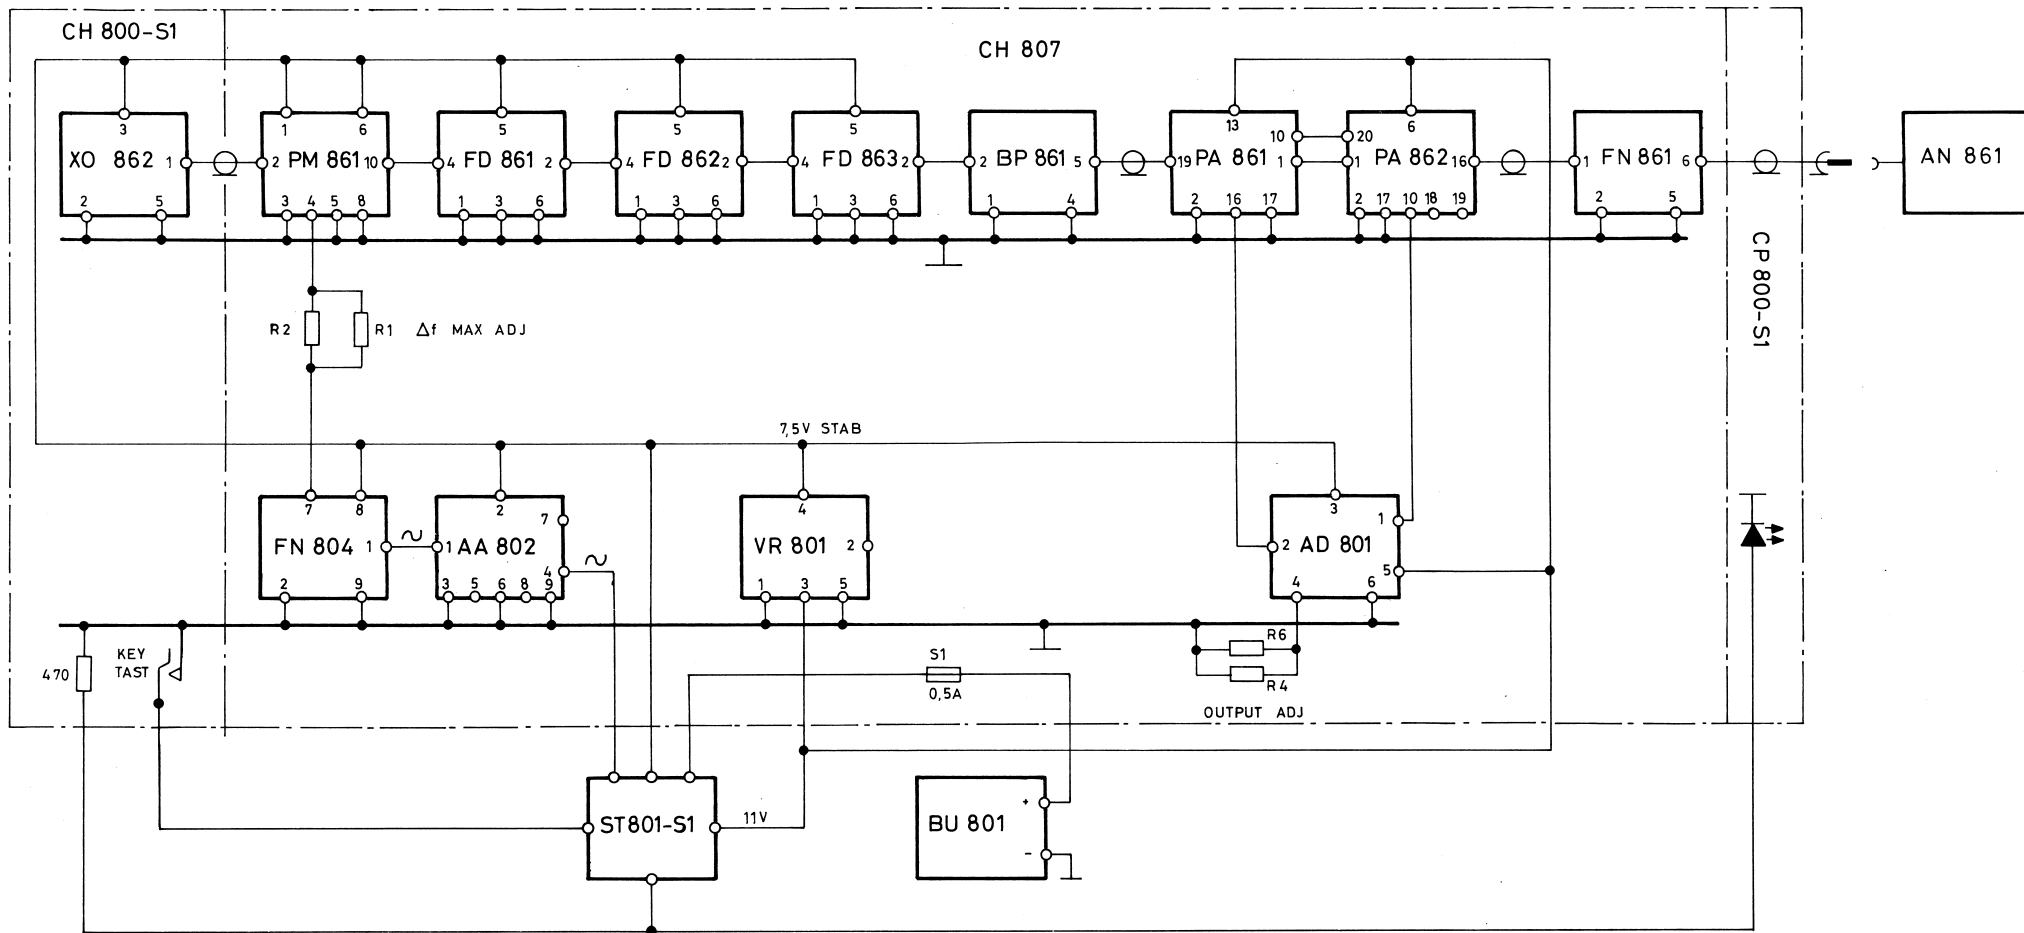 CH 800-S1
CH 807
3
1 6
5
5
5
13
6
XO 862 1
2 PM 861 10
4 FD 861 2
4 FD 862 2
4 FD 863 2
2 BP 861 5
10
19 PA 861 1
20
1 PA 862 16
1 FN 861 6
AN 861
2 5
3 4 5 8
1 3 6
1 3 6
1 3 6
1 4
2 16 17
2 17 10 18 19
2 5
CP 800-S1
R2
R1 Δf MAX ADJ
7,5V STAB
7 8
FN 804 1
2 9
2
7
1 AA 802
4
3 5 6 8 9
4
VR 801 2
1 3 5
3
1
2 AD 801
5
4 6
470
KEY
TAST
S1
0,5A
R6
R4
OUTPUT ADJ
ST801-S1
11V
BU 801
+
-